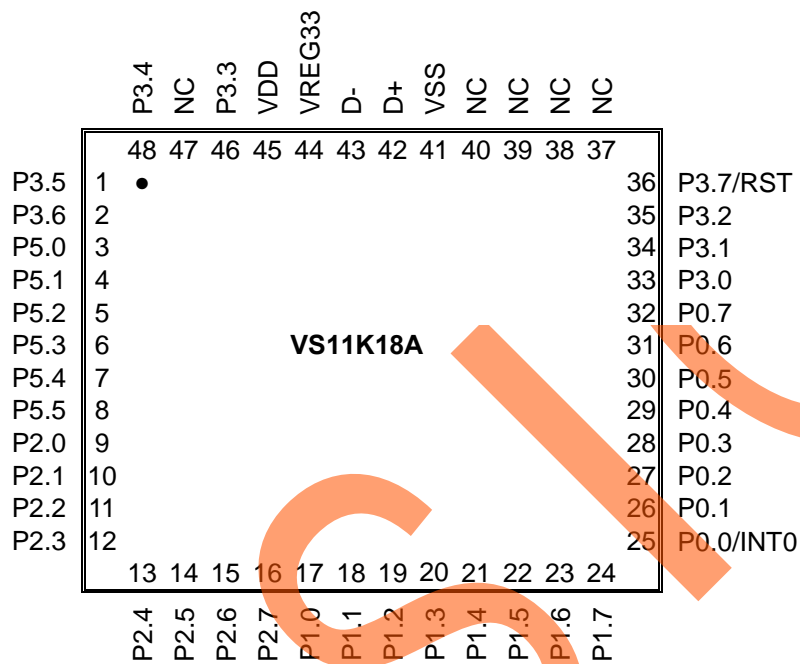 P3.4 NC P3.3 VDD VREG33 D- D+ VSS NC NC NC NC
48 47 46 45 44 43 42 41 40 39 38 37
P3.5 1 36 P3.7/RST
P3.6 2 35 P3.2
P5.0 3 34 P3.1
P5.1 4 33 P3.0
P5.2 5 32 P0.7
P5.3 6 VS11K18A 31 P0.6
P5.4 7 30 P0.5
P5.5 8 29 P0.4
P2.0 9 28 P0.3
P2.1 10 27 P0.2
P2.2 11 26 P0.1
P2.3 12 25 P0.0/INT0
13 14 15 16 17 18 19 20 21 22 23 24
P2.4 P2.5 P2.6 P2.7 P1.0 P1.1 P1.2 P1.3 P1.4 P1.5 P1.6 P1.7